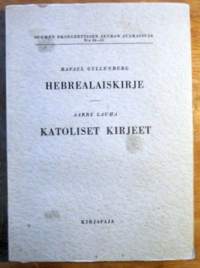 SUOMEN EKSEGEETTISEN SEURAN JULKAISUJA
RAFAEL GYLLENBERG
HEBREALAISKIRJE
AARRE LAUHA
KATOLISET KIRJEET
KIRJAPAJA